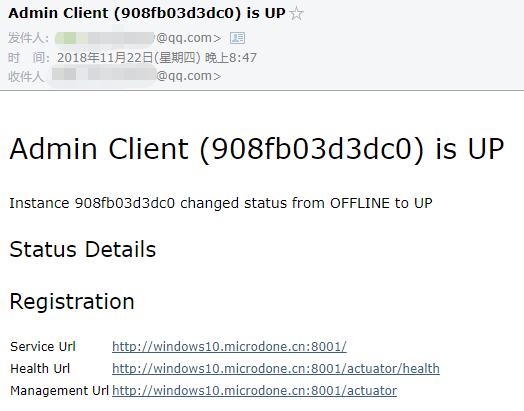 Admin Client (908fb03d3dc0) is UP
发件人: @qq.com>
时 间: 2018年11月22日(星期四) 晚上8:47
收件人 @qq.com>
Admin Client (908fb03d3dc0) is UP
Instance 908fb03d3dc0 changed status from OFFLINE to UP
Status Details
Registration
Service Url http://windows10.microdone.cn:8001/
Health Url http://windows10.microdone.cn:8001/actuator/health
Management Url http://windows10.microdone.cn:8001/actuator